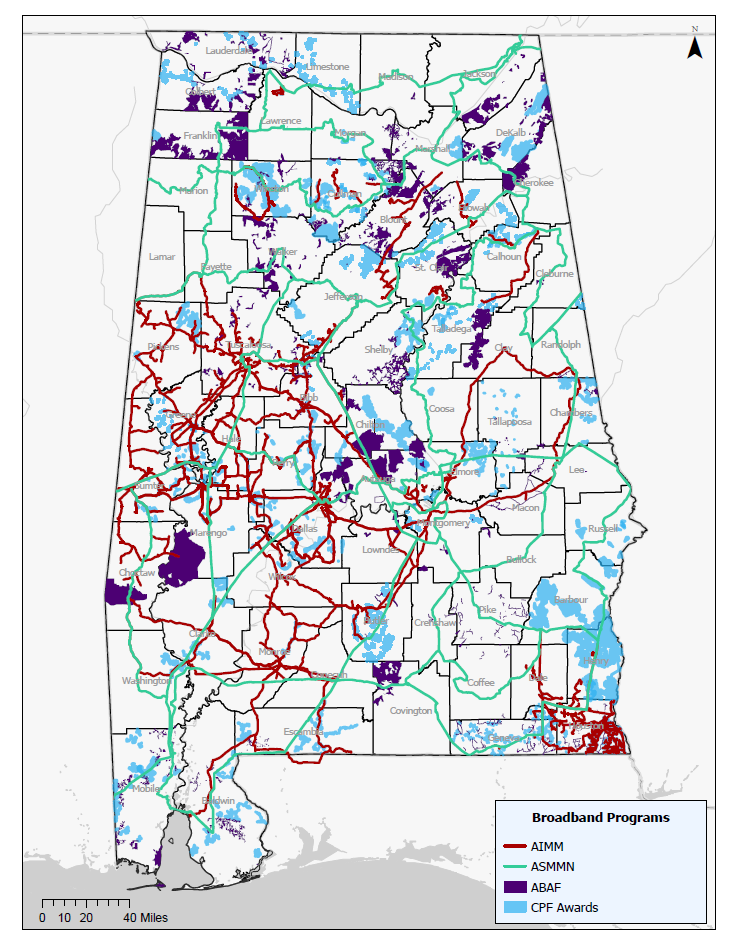 N
Lauderdale
Limestone
Madison
Jackson
Colbert
Lawrence
Franklin
Morgan
DeKalb
Marshall
Marion
Winston
Cullman
Cherokee
Etowah
Blount
Lamar
Walker
Fayette
St. Clair
Calhoun
Cleburne
Jefferson
Talladega
Pickens
Tuscaloosa
Shelby
Clay
Randolph
Bibb
Greene
Coosa
Chambers
Chilton
Tallapoosa
Hale
Perry
Elmore
Lee
Sumter
Autauga
Macon
Dallas
Montgomery
Russell
Marengo
Lowndes
Bullock
Choctaw
Wilcox
Barbour
Pike
Butler
Crenshaw
Clarke
Monroe
Henry
Washington
Conecuh
Coffee
Dale
Covington
Houston
Escambia
Geneva
Mobile
Baldwin
Broadband Programs
AIMM
ASMMN
ABAF
CPF Awards
0 10 20 40 Miles